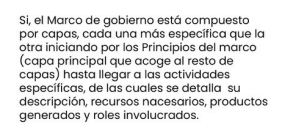 Si, el Marco de gobierno está compuesto
por capas, cada una más específica que la
otra iniciando por los Principios del marco
(capa principal que acoge al resto de
capas) hasta llegar a las actividades
específicas, de las cuales se detalla su
descripción, recursos nacesarios, productos
generados y roles involucrados.